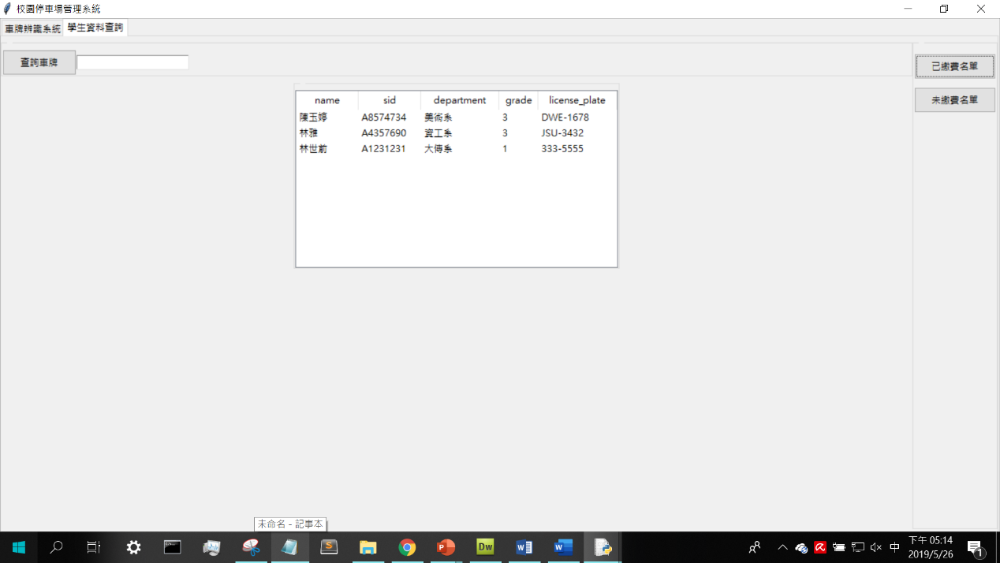 校園停車場管理系統
車牌辨識系統 學生資料查詢
查詢車牌
已繳費名單
未繳費名單
name sid department grade license_plate
陳玉婷 A8574734 美術系 3 DWE-1678
林雅 A4357690 資工系 3 JSU-3432
林世前 A1231231 大傳系 1 333-5555
未命名 - 記事本
S P Dw W W 中
下午 05:14
2019/5/26
1